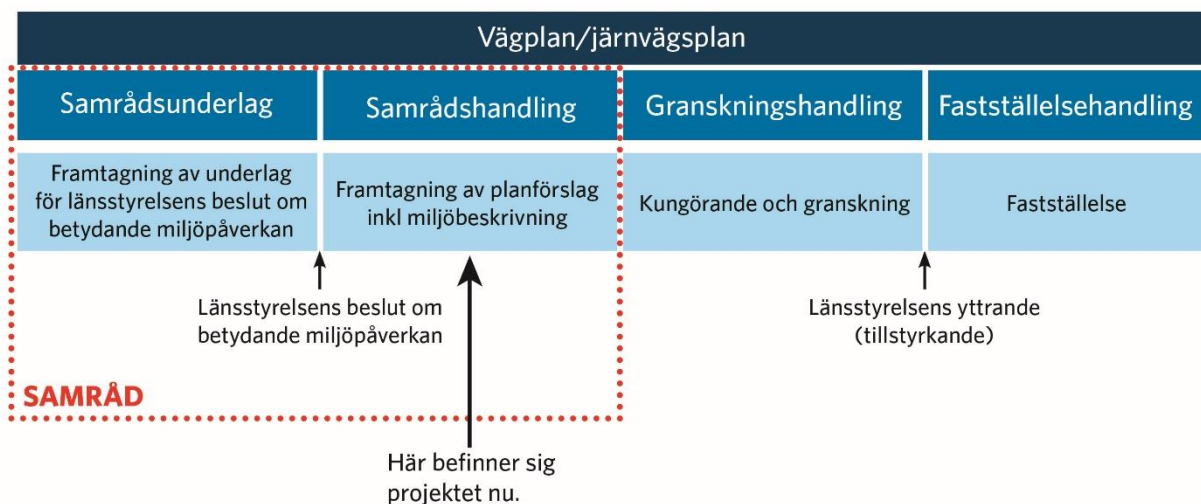 Vägplan/järnvägsplan
Samrådsunderlag
Samrådshandling
Granskningshandling
Fastställelsehandling
Framtagning av underlag
för länsstyrelsens beslut om
betydande miljöpåverkan
Framtagning av planförslag
inkl miljöbeskrivning
Kungörande och granskning
Fastställelse
Länsstyrelsens beslut om
betydande miljöpåverkan
Länsstyrelsens yttrande
(tillstyrkande)
SAMRÅD
Här befinner sig
projektet nu.